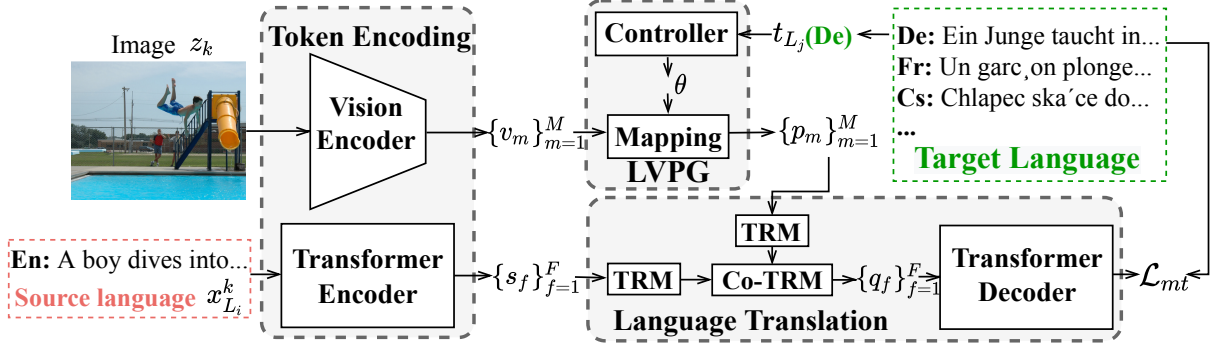 Image z_k
Token Encoding
Vision
Encoder
{v_m}_{m=1}^M
Controller
θ
Mapping
LVPG
t_{L_j}(De)
{p_m}_{m=1}^M
De: Ein Junge taucht in...
Fr: Un garc¸on plonge...
Cs: Chlapec ska´ce do...
...
Target Language
En: A boy dives into...
Source language x_{L_i}^k
Transformer
Encoder
{s_f}_{f=1}^F
TRM
TRM
Co-TRM
{q_f}_{f=1}^F
Transformer
Decoder
Language Translation
ℒ_{mt}